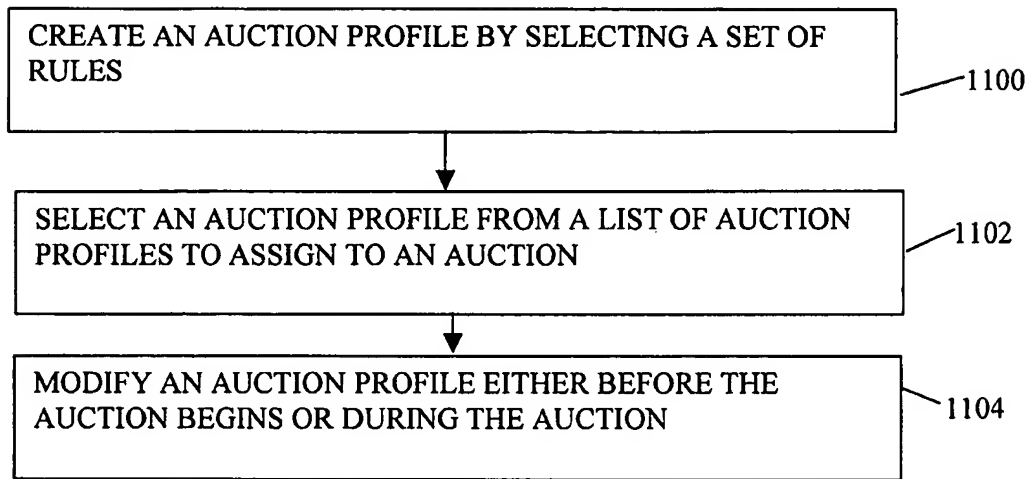 CREATE AN AUCTION PROFILE BY SELECTING A SET OF
RULES
1100
SELECT AN AUCTION PROFILE FROM A LIST OF AUCTION
PROFILES TO ASSIGN TO AN AUCTION
1102
MODIFY AN AUCTION PROFILE EITHER BEFORE THE
AUCTION BEGINS OR DURING THE AUCTION
1104